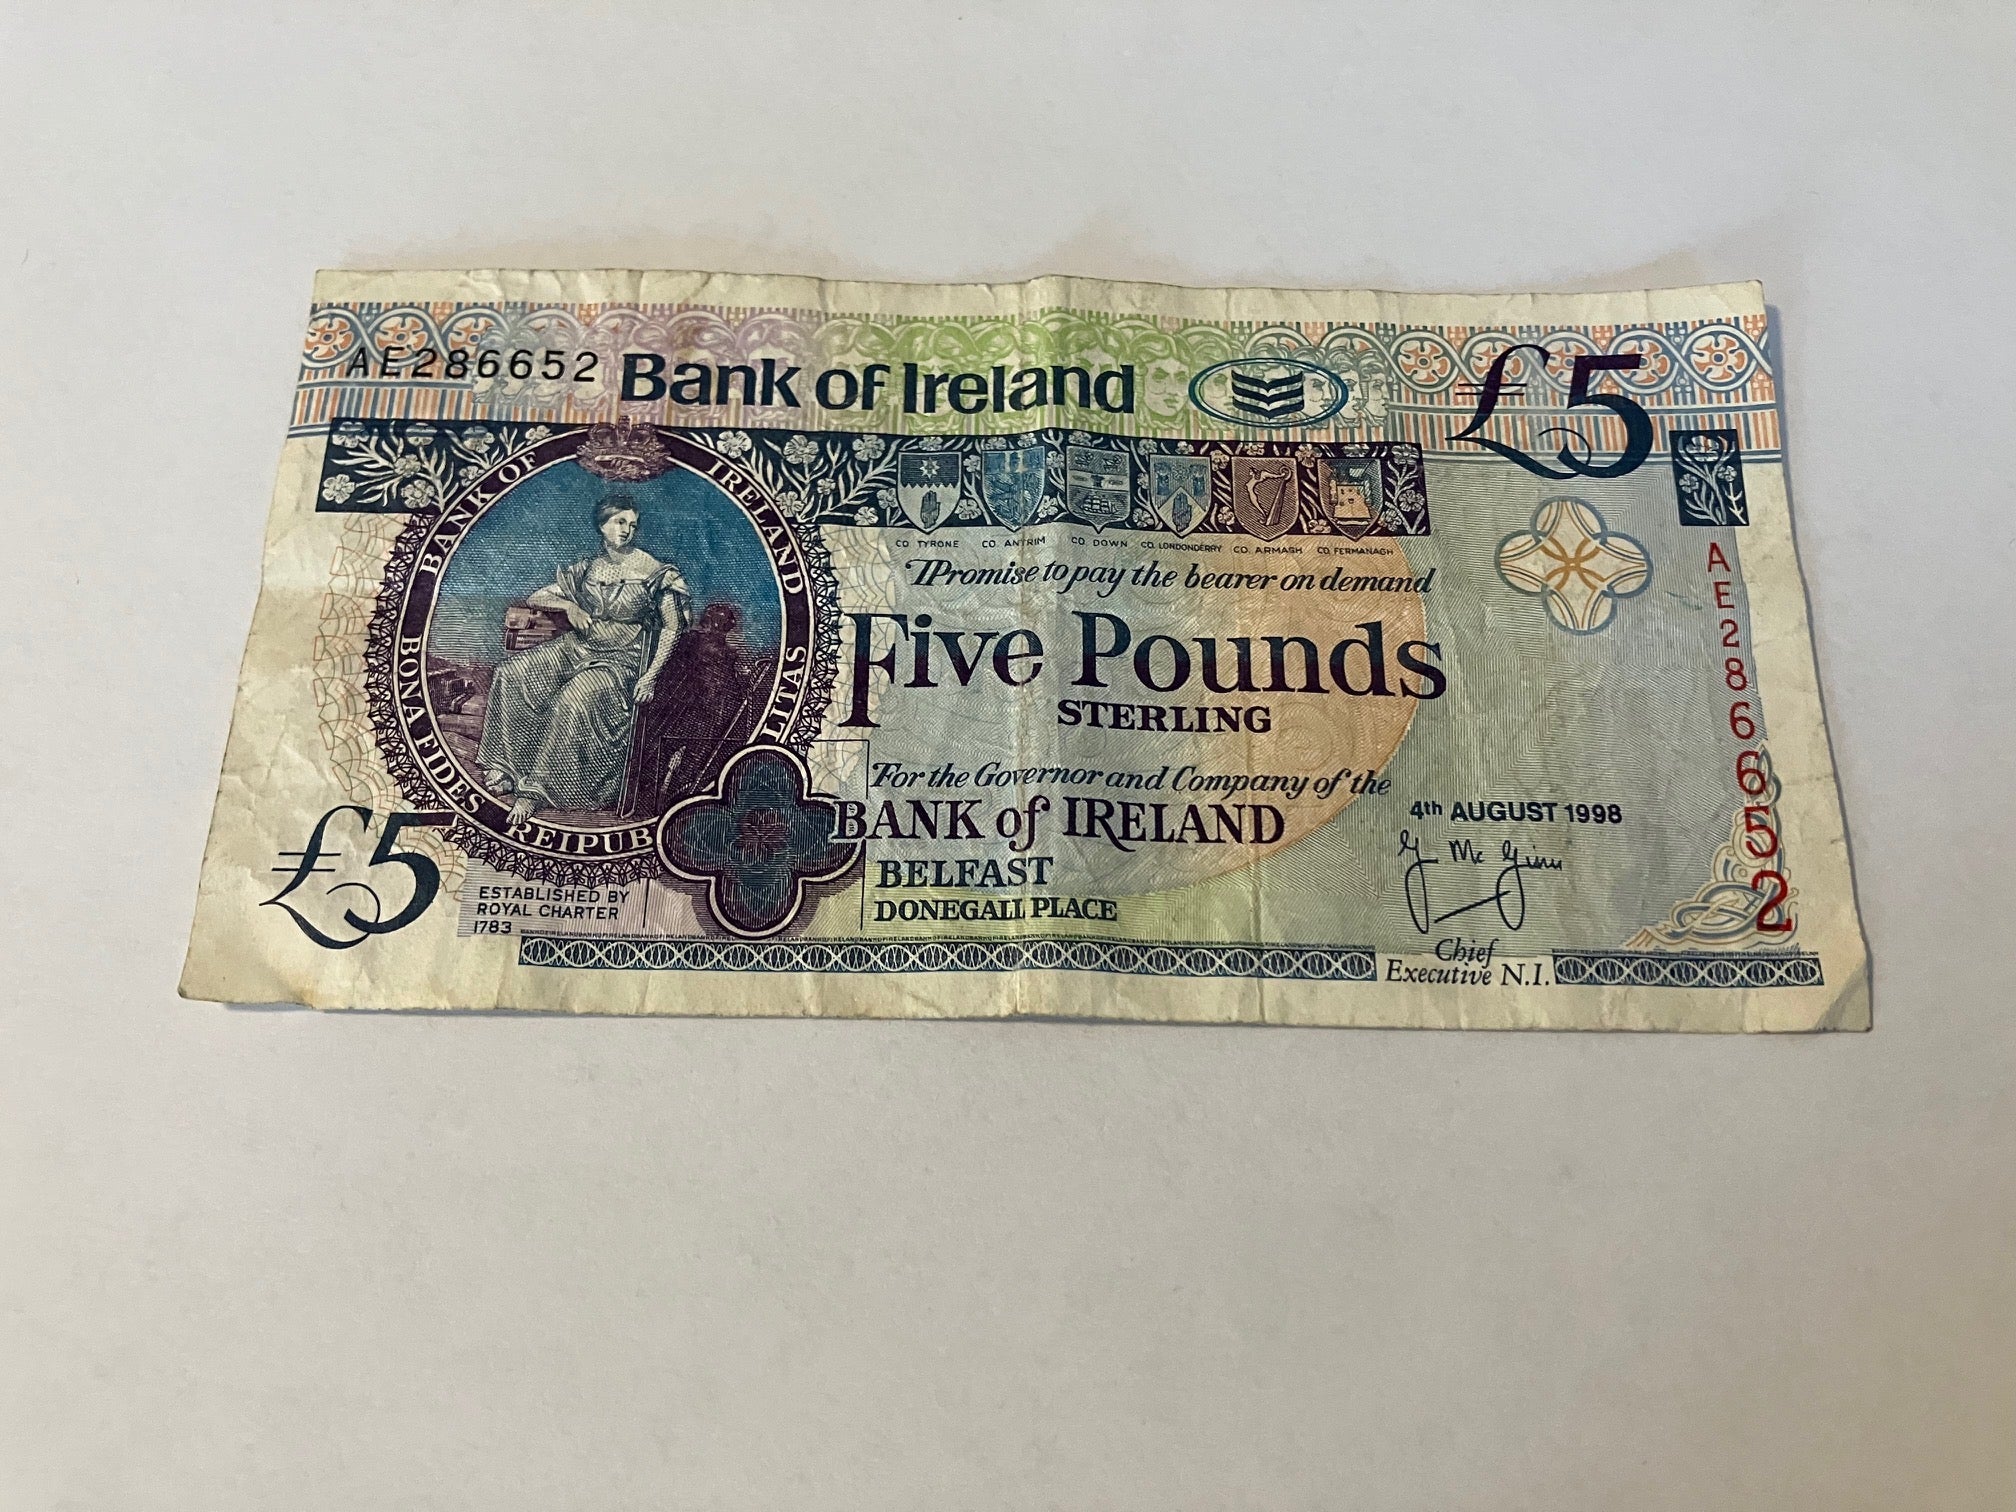 AE286652
Bank of Ireland
£5
BANK OF IRELAND
BONA FIDES REIPUBLITAS
CO. TYRONE CO. ANTRIM CO. DOWN CO. LONDONDERRY CO. ARMAGH CO. FERMANAGH
I Promise to pay the bearer on demand
Five Pounds
STERLING
For the Governor and Company of the
BANK of IRELAND
BELFAST
DONEGALL PLACE
4th AUGUST 1998
G Mc Ginn
Chief
Executive N.I.
£5
ESTABLISHED BY
ROYAL CHARTER
1783
AE286652